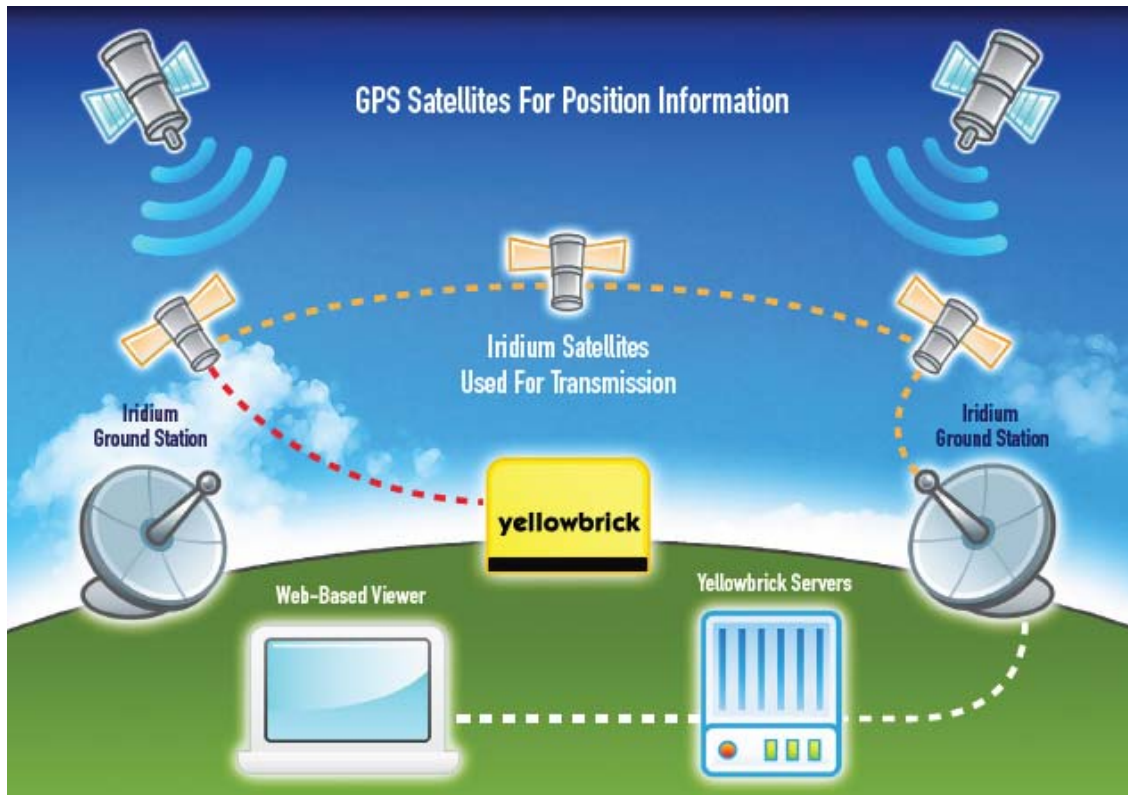 GPS Satellites For Position Information
Iridium Satellites
Used For Transmission
Iridium
Ground Station
Iridium
Ground Station
yellowbrick
Web-Based Viewer
Yellowbrick Servers